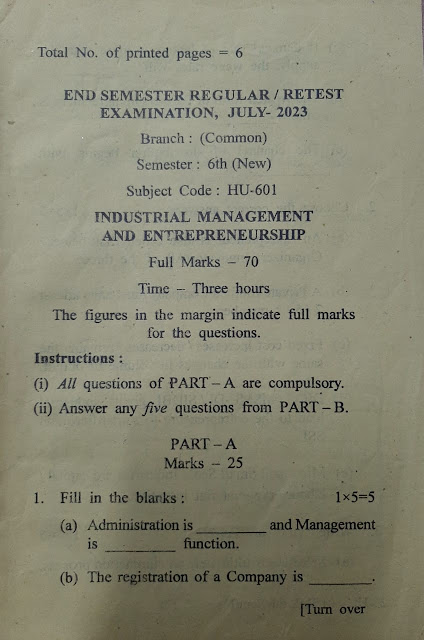 Total No. of printed pages = 6
END SEMESTER REGULAR / RETEST
EXAMINATION, JULY- 2023
Branch : (Common)
Semester : 6th (New)
Subject Code : HU-601
INDUSTRIAL MANAGEMENT
AND ENTREPRENEURSHIP
Full Marks – 70
Time – Three hours
The figures in the margin indicate full marks
for the questions.
Instructions :
(i) All questions of PART – A are compulsory.
(ii) Answer any five questions from PART – B.
PART – A
Marks – 25
1. Fill in the blanks : 1×5=5
(a) Administration is _________ and Management
is _________ function.
(b) The registration of a Company is ________.
[Turn over